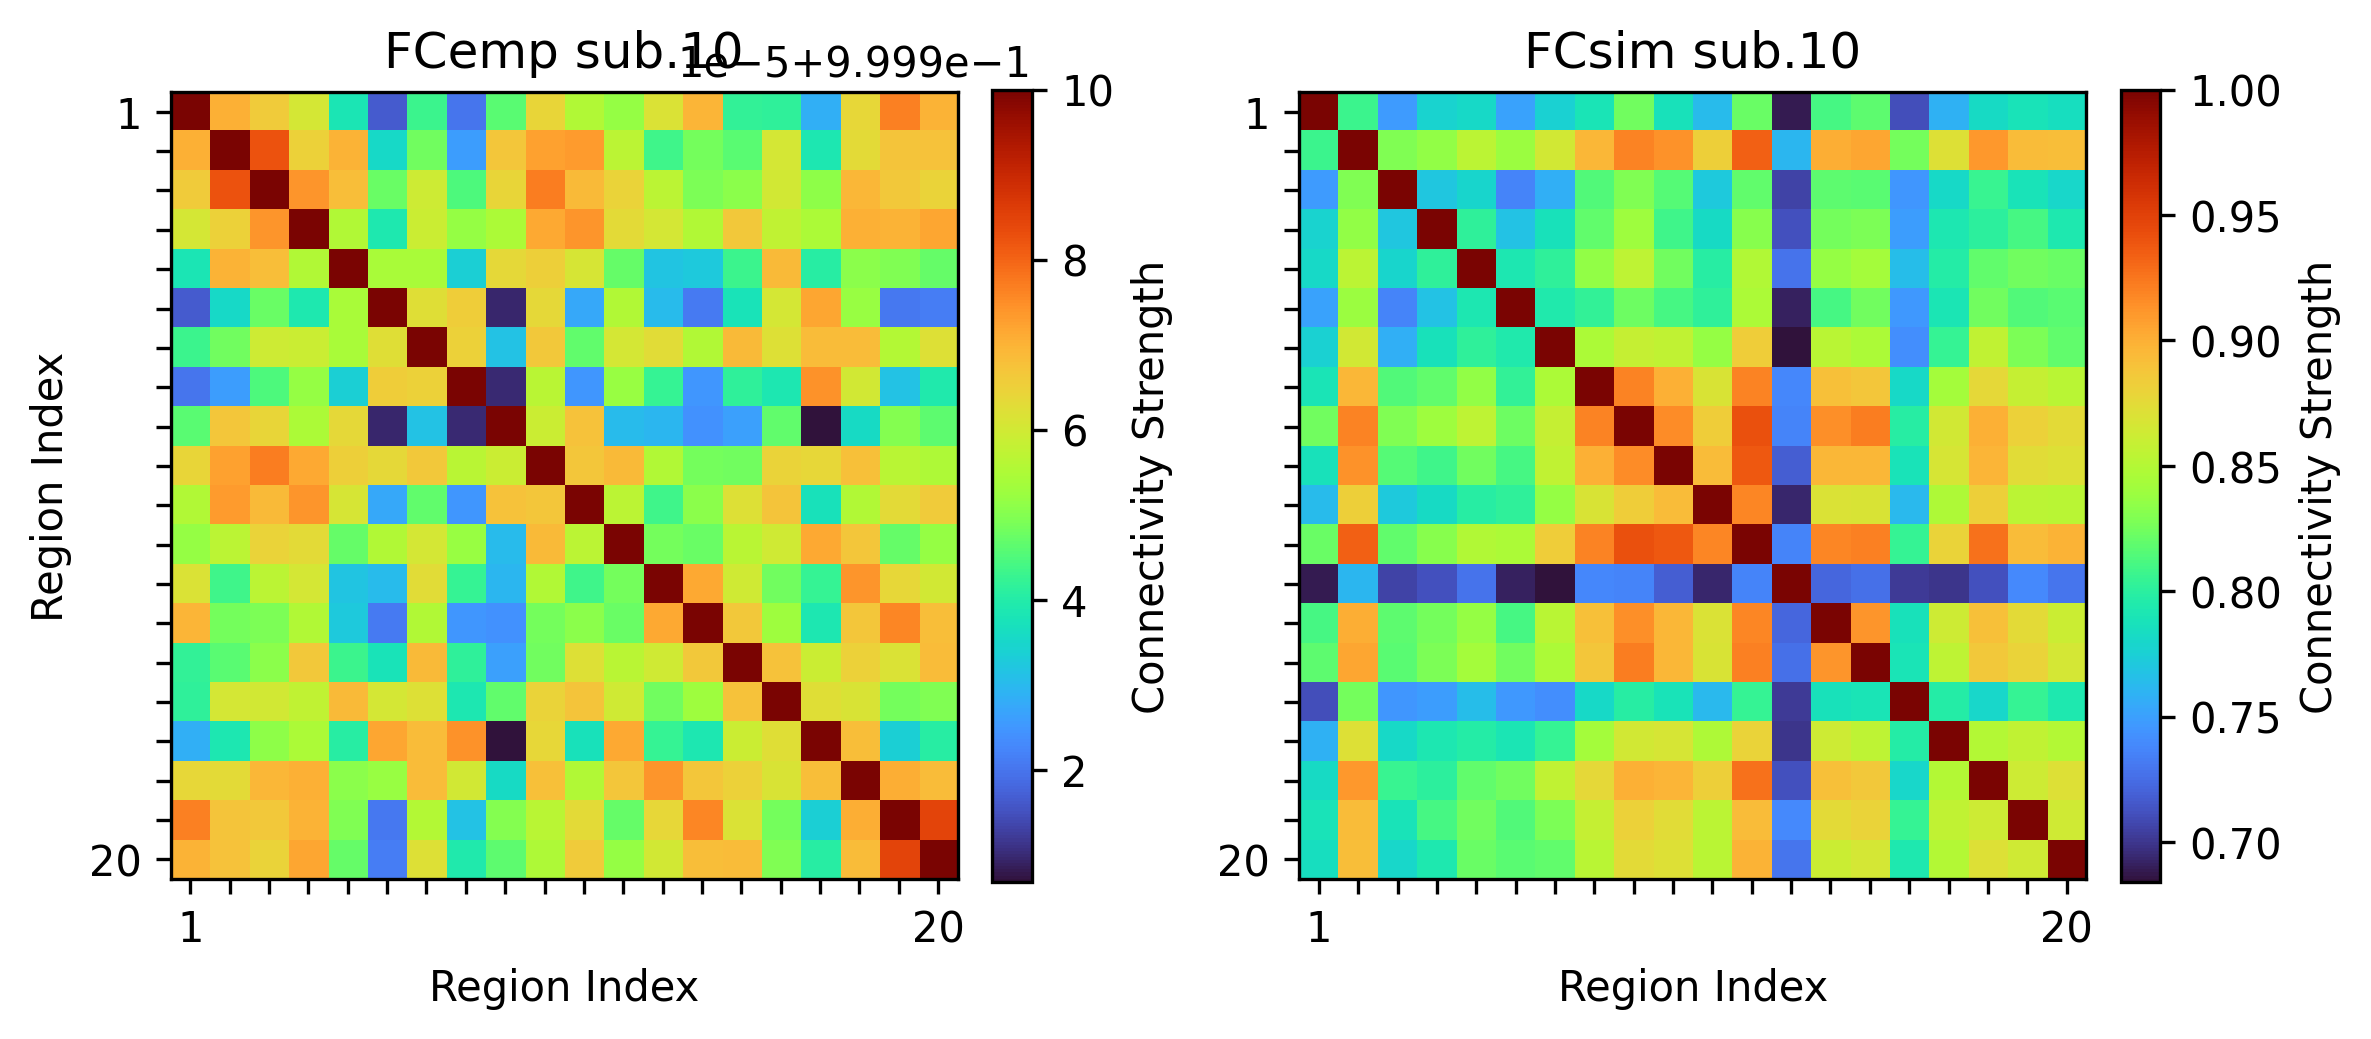 FCemp sub.10
1e−5+9.999e−1
1
20
Region Index
1
20
Region Index
10
8
6
4
2
Connectivity Strength
FCsim sub.10
1
20
1
20
Region Index
1.00
0.95
0.90
0.85
0.80
0.75
0.70
Connectivity Strength